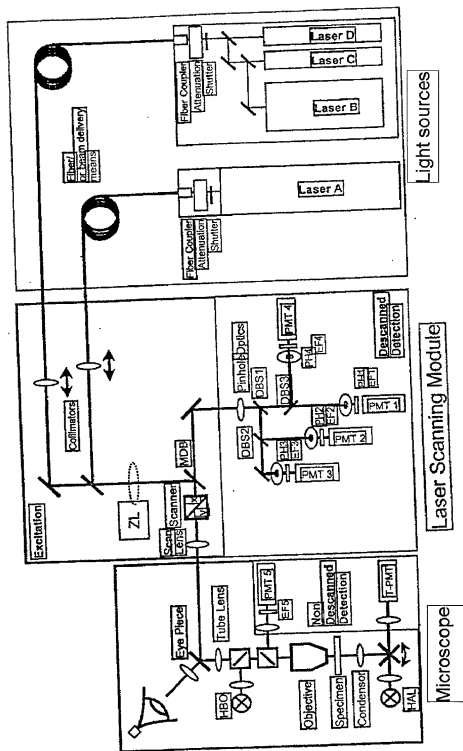 Fiber Coupler
Attenuation
Shutter
Laser D
Laser C
Laser B
Fiber/
or beam delivery
means
Fiber Coupler
Attenuation
Shutter
Laser A
Light sources
Excitation
Collimators
ZL
MDB
Scanner
Scan
Lens
PinholeOptics
DBS1
DBS2
DBS3
PH4
EF4
PMT 4
Descanned
Detection
PH1
EF1
PMT 1
PH2
EF2
PMT 2
PH3
EF3
PMT 3
Laser Scanning Module
Eye Piece
Tube Lens
HBO
EF5
PMT 5
Non
Descanned
Detection
Objective
Specimen
Condensor
HAL
T-PMT
Microscope